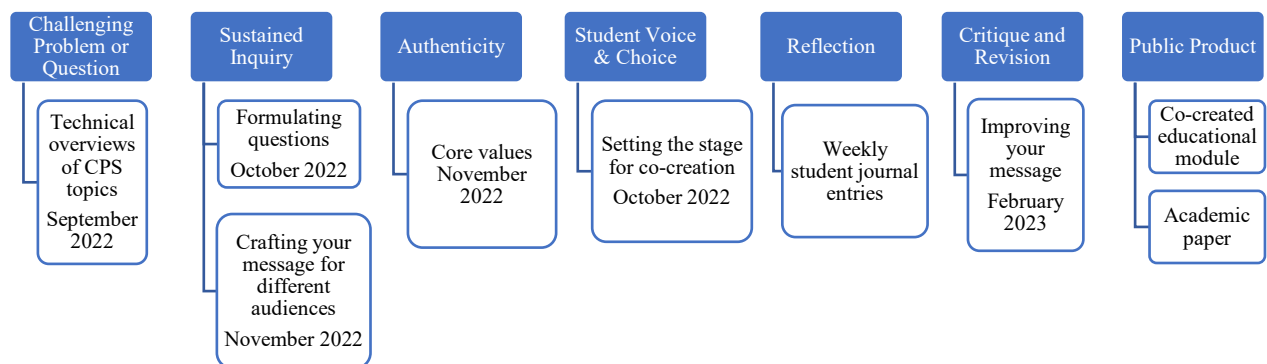 Challenging
Problem or
Question
Technical
overviews
of CPS
topics
September
2022
Sustained
Inquiry
Formulating
questions
October 2022
Crafting your
message for
different
audiences
November 2022
Authenticity
Core values
November
2022
Student Voice
& Choice
Setting the stage
for co-creation
October 2022
Reflection
Weekly
student journal
entries
Critique and
Revision
Improving
your
message
February
2023
Public Product
Co-created
educational
module
Academic
paper